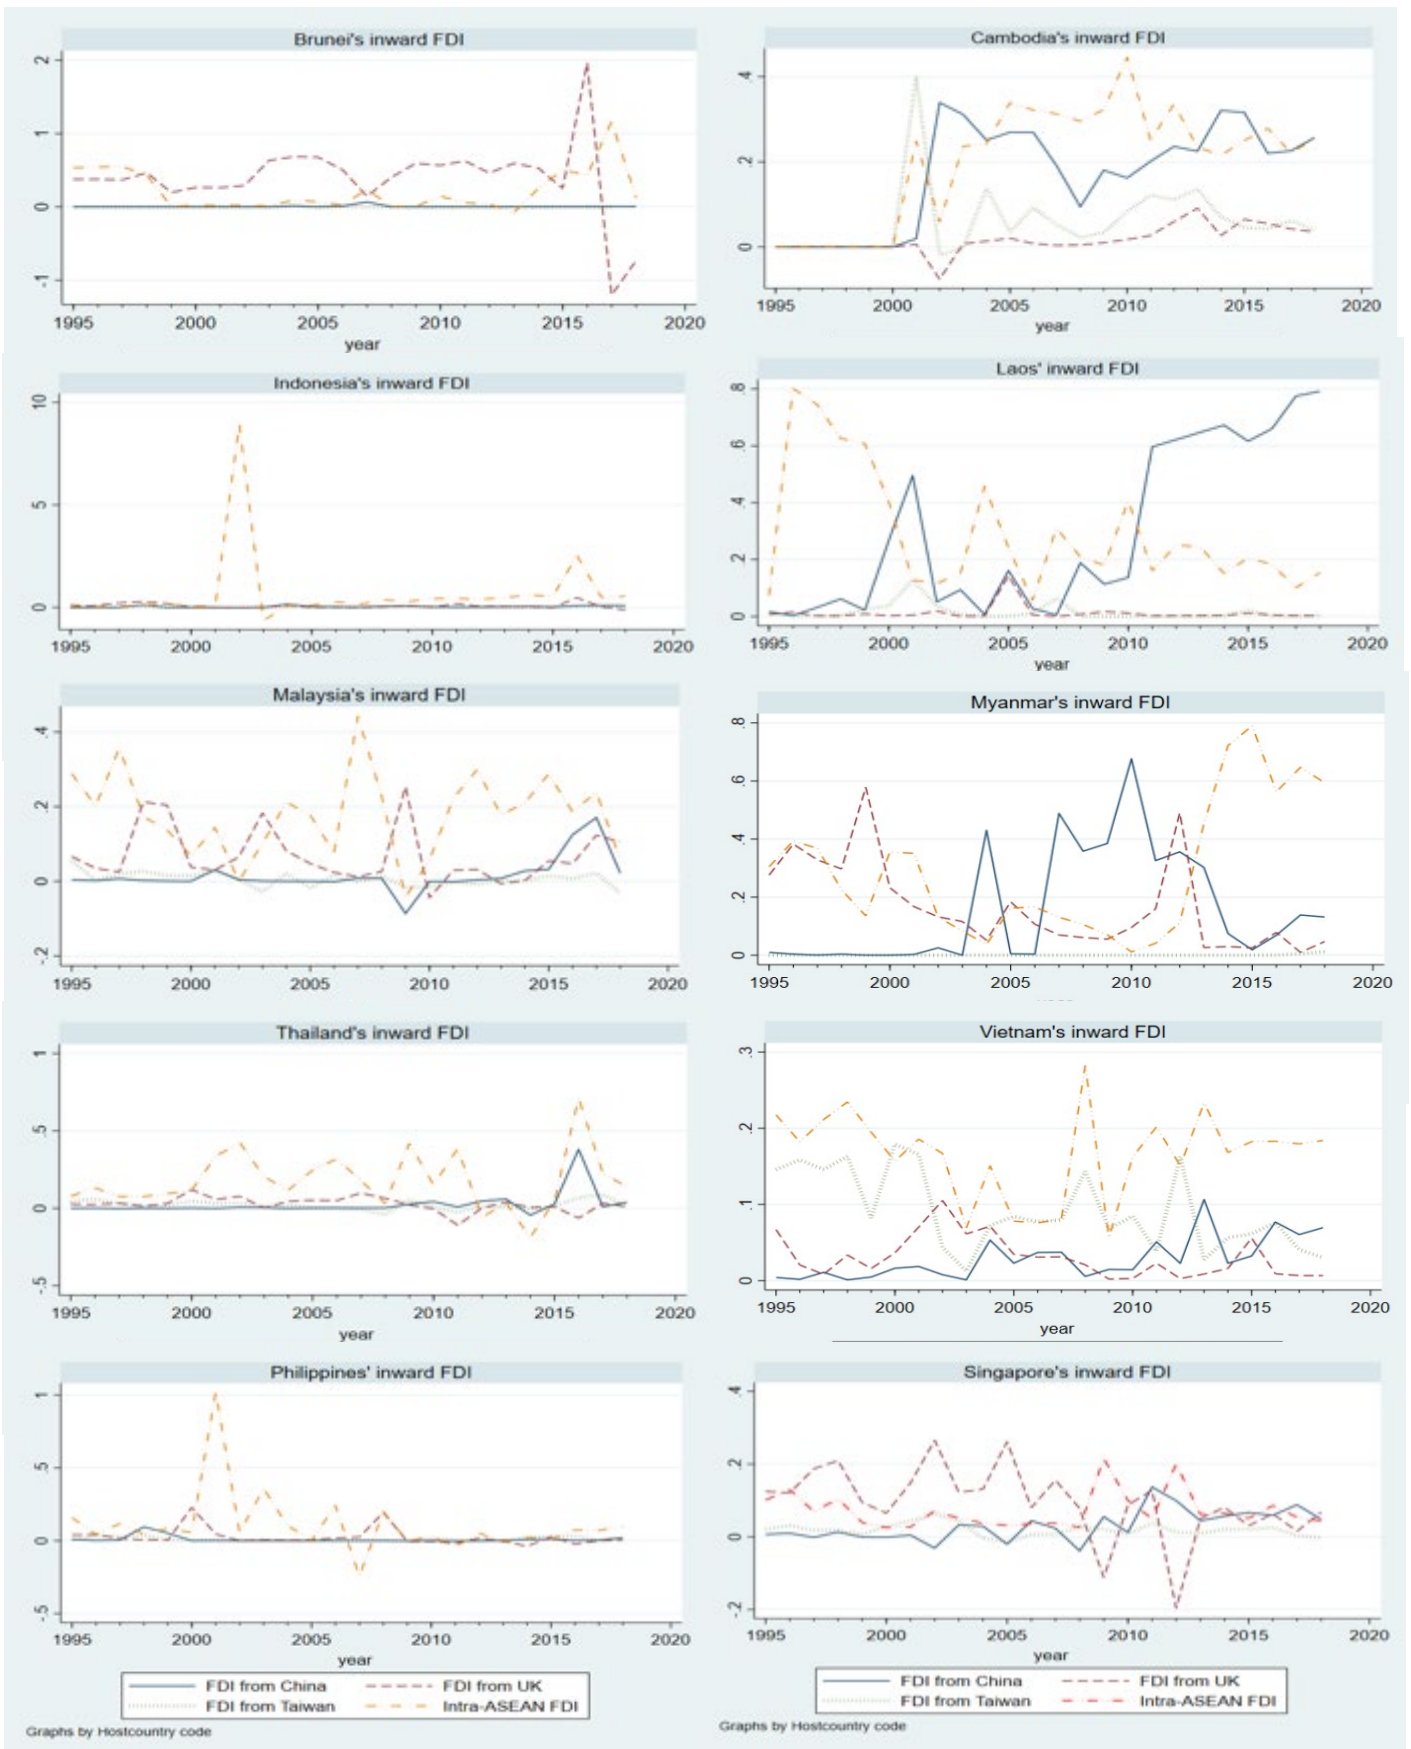 Brunei's inward FDI
2
1
0
-1
1995 2000 2005 2010 2015 2020
year
Cambodia's inward FDI
.4
.2
0
1995 2000 2005 2010 2015 2020
year
Indonesia's inward FDI
10
5
0
1995 2000 2005 2010 2015 2020
Laos' inward FDI
.8
.6
.4
.2
0
1995 2000 2005 2010 2015 2020
year
Malaysia's inward FDI
.4
.2
0
-.2
1995 2000 2005 2010 2015 2020
Myanmar's inward FDI
.8
.6
.4
.2
0
1995 2000 2005 2010 2015 2020
Thailand's inward FDI
1
.5
0
-.5
1995 2000 2005 2010 2015 2020
year
Vietnam's inward FDI
.3
.2
.1
0
1995 2000 2005 2010 2015 2020
year
Philippines' inward FDI
1
.5
0
-.5
1995 2000 2005 2010 2015 2020
year
FDI from China FDI from UK
FDI from Taiwan Intra-ASEAN FDI
Graphs by Hostcountry code
Singapore's inward FDI
.4
.2
0
-.2
1995 2000 2005 2010 2015 2020
year
FDI from China FDI from UK
FDI from Taiwan Intra-ASEAN FDI
Graphs by Hostcountry code